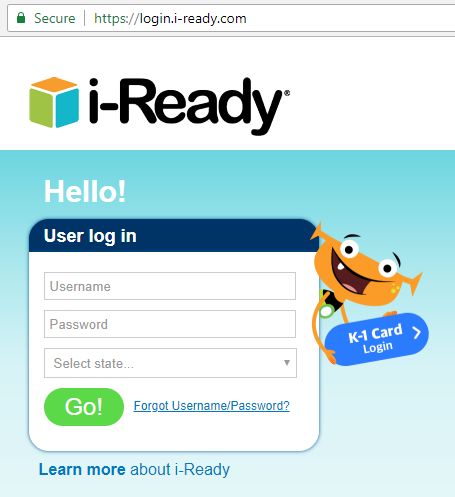 Secure
https://login.i-ready.com
i-Ready®
Hello!
User log in
Username
Password
Select state...
K-1 Card
Login
Go!
Forgot Username/Password?
Learn more about i-Ready